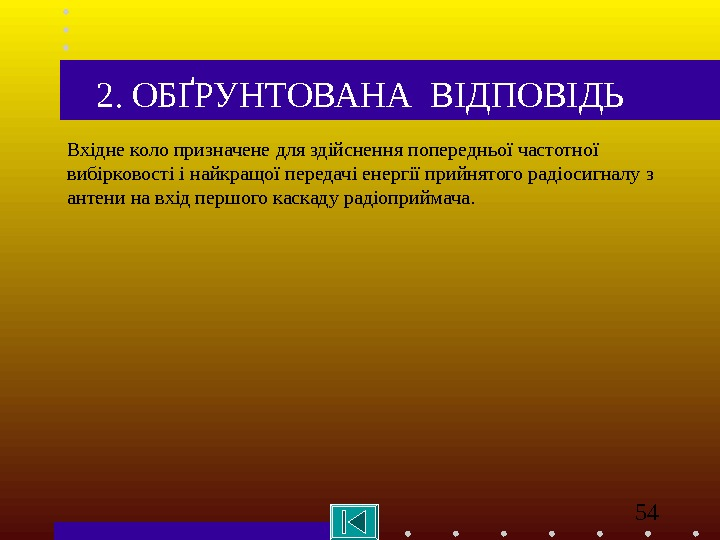 2. ОБҐРУНТОВАНА ВІДПОВІДЬ
Вхідне коло призначене для здійснення попередньої частотної
вибірковості і найкращої передачі енергії прийнятого радіосигналу з
антени на вхід першого каскаду радіоприймача.
54